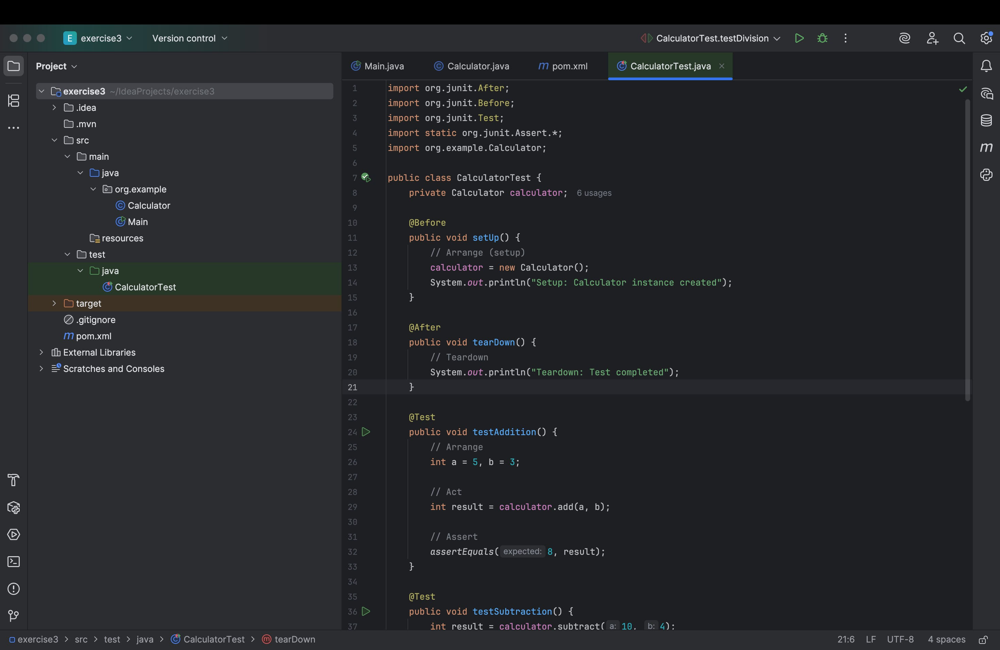 E exercise3 Version control CalculatorTest.testDivision
Project
Main.java Calculator.java m pom.xml CalculatorTest.java
exercise3 ~/IdeaProjects/exercise3
.idea
.mvn
src
main
java
org.example
Calculator
Main
resources
test
java
CalculatorTest
target
.gitignore
m pom.xml
External Libraries
Scratches and Consoles
1 import org.junit.After;
2 import org.junit.Before;
3 import org.junit.Test;
4 import static org.junit.Assert.*;
5 import org.example.Calculator;
6
7 public class CalculatorTest {
8 private Calculator calculator; 6 usages
9
10 @Before
11 public void setUp() {
12 // Arrange (setup)
13 calculator = new Calculator();
14 System.out.println("Setup: Calculator instance created");
15 }
16
17 @After
18 public void tearDown() {
19 // Teardown
20 System.out.println("Teardown: Test completed");
21 }
22
23 @Test
24 public void testAddition() {
25 // Arrange
26 int a = 5, b = 3;
27
28 // Act
29 int result = calculator.add(a, b);
30
31 // Assert
32 assertEquals( expected: 8, result);
33 }
34
35 @Test
36 public void testSubtraction() {
37 int result = calculator.subtract( a: 10, b: 4);
m
exercise3 > src > test > java > CalculatorTest > m tearDown
21:6 LF UTF-8 4 spaces